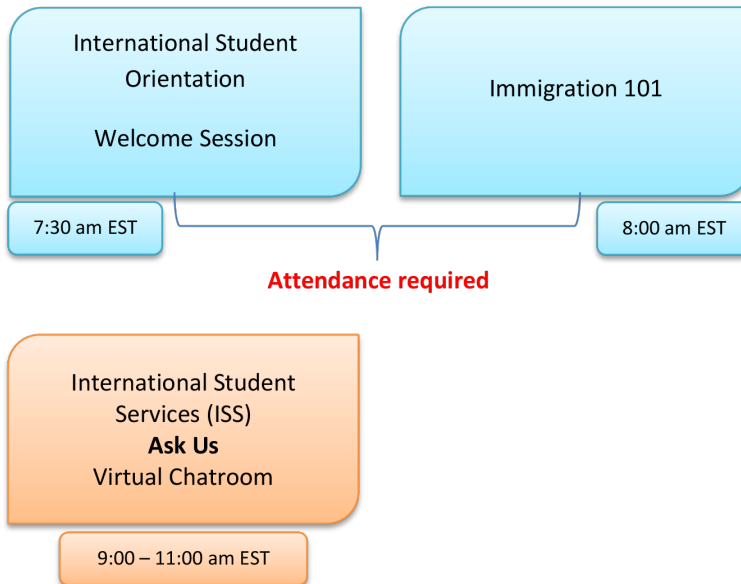 International Student
Orientation
Welcome Session
Immigration 101
7:30 am EST
8:00 am EST
Attendance required
International Student
Services (ISS)
Ask Us
Virtual Chatroom
9:00 – 11:00 am EST